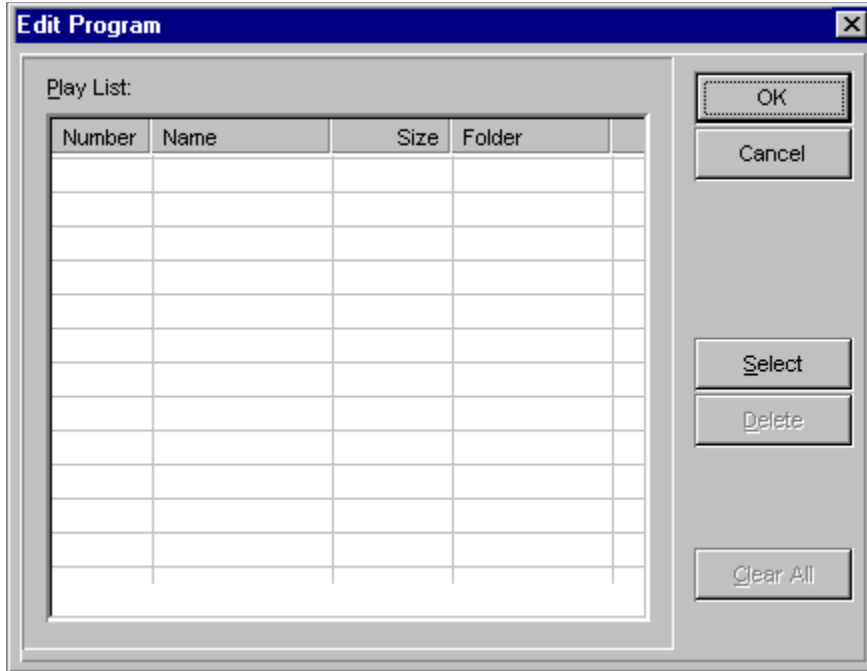 Edit Program
Play List:
Number Name Size Folder
OK
Cancel
Select
Delete
Clear All